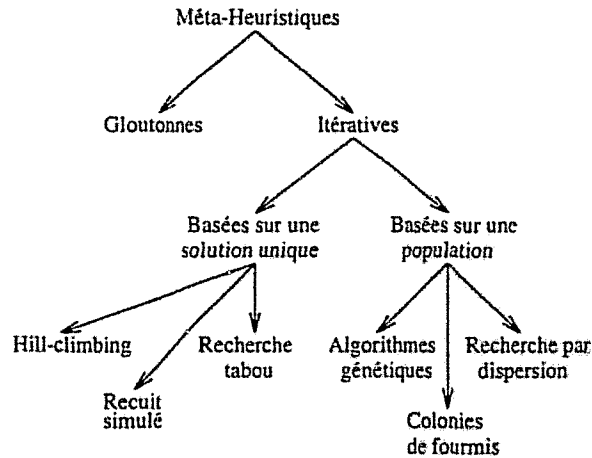 Méta-Heuristiques
Gloutonnes
Itératives
Basées sur une
solution unique
Basées sur une
population
Hill-climbing
Recherche
tabou
Algorithmes
génétiques
Recherche par
dispersion
Recuit
simulé
Colonies
de fourmis